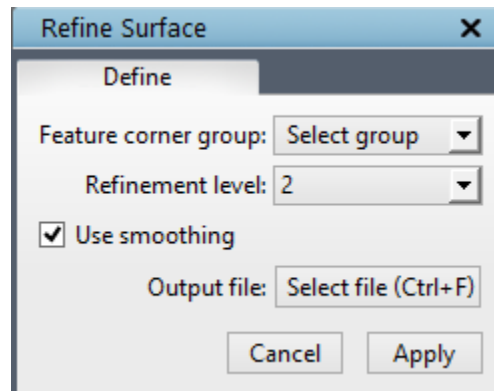 Refine Surface
Define
Feature corner group: Select group
Refinement level: 2
Use smoothing
Output file: Select file (Ctrl+F)
Cancel Apply